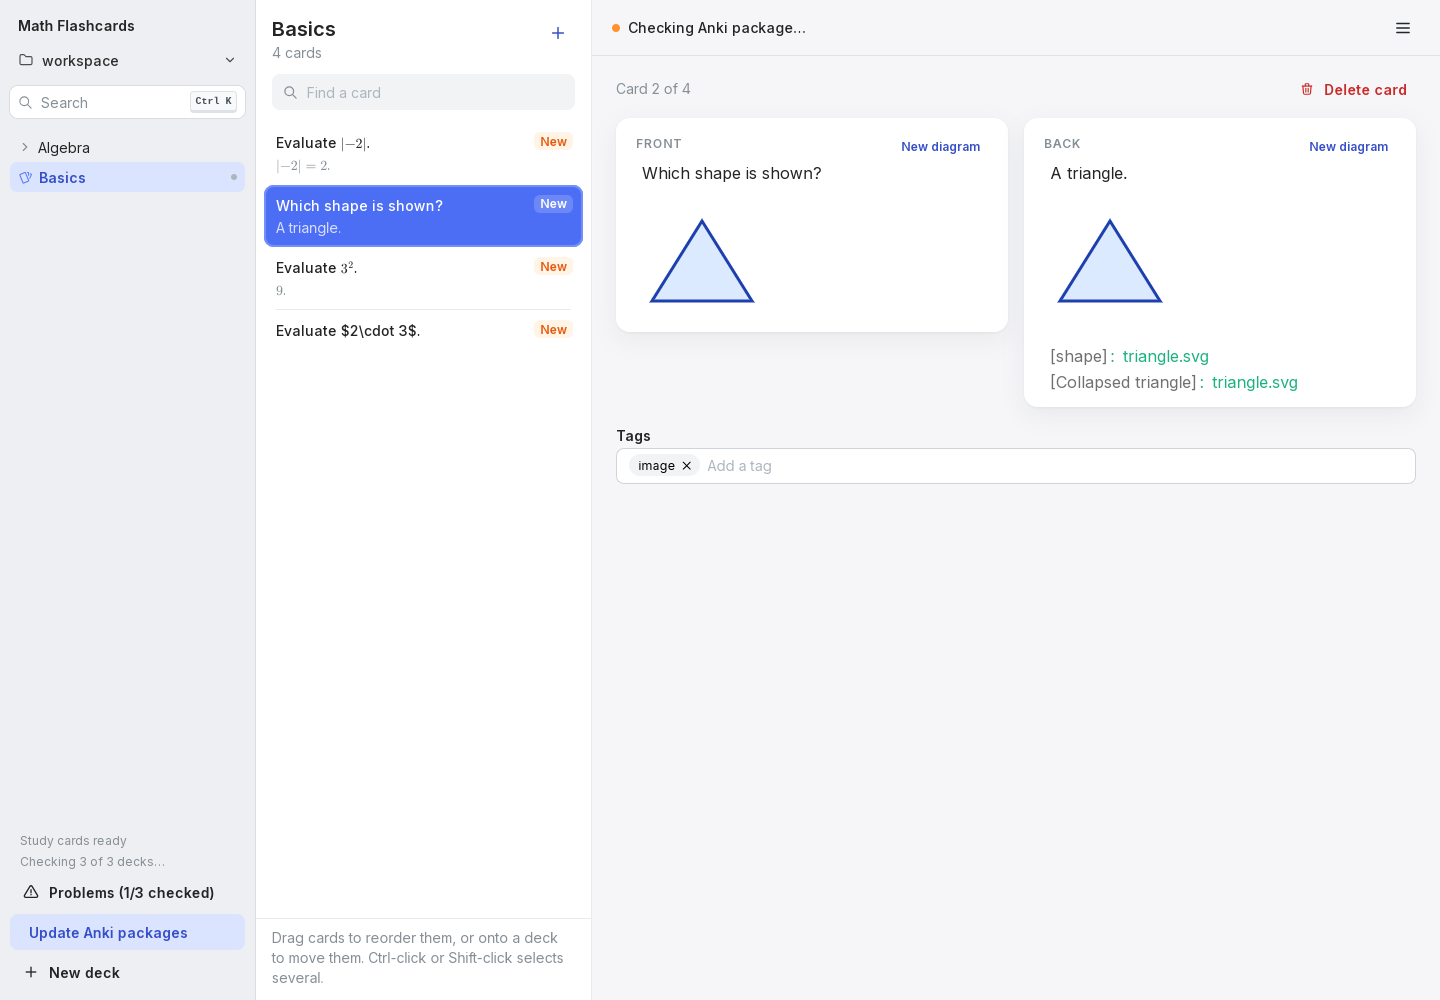 Math Flashcards
workspace
Search
Ctrl K
Algebra
Basics
Study cards ready
Checking 3 of 3 decks...
Problems (1/3 checked)
Update Anki packages
New deck
Basics
4 cards
Find a card
Evaluate |−2|.
New
|−2| = 2.
Which shape is shown?
New
A triangle.
Evaluate 3².
New
9.
Evaluate $2\cdot 3$.
New
Drag cards to reorder them, or onto a deck
to move them. Ctrl-click or Shift-click selects
several.
Checking Anki package...
Card 2 of 4
Delete card
FRONT
New diagram
Which shape is shown?
BACK
New diagram
A triangle.
[shape]: triangle.svg
[Collapsed triangle]: triangle.svg
Tags
image
Add a tag